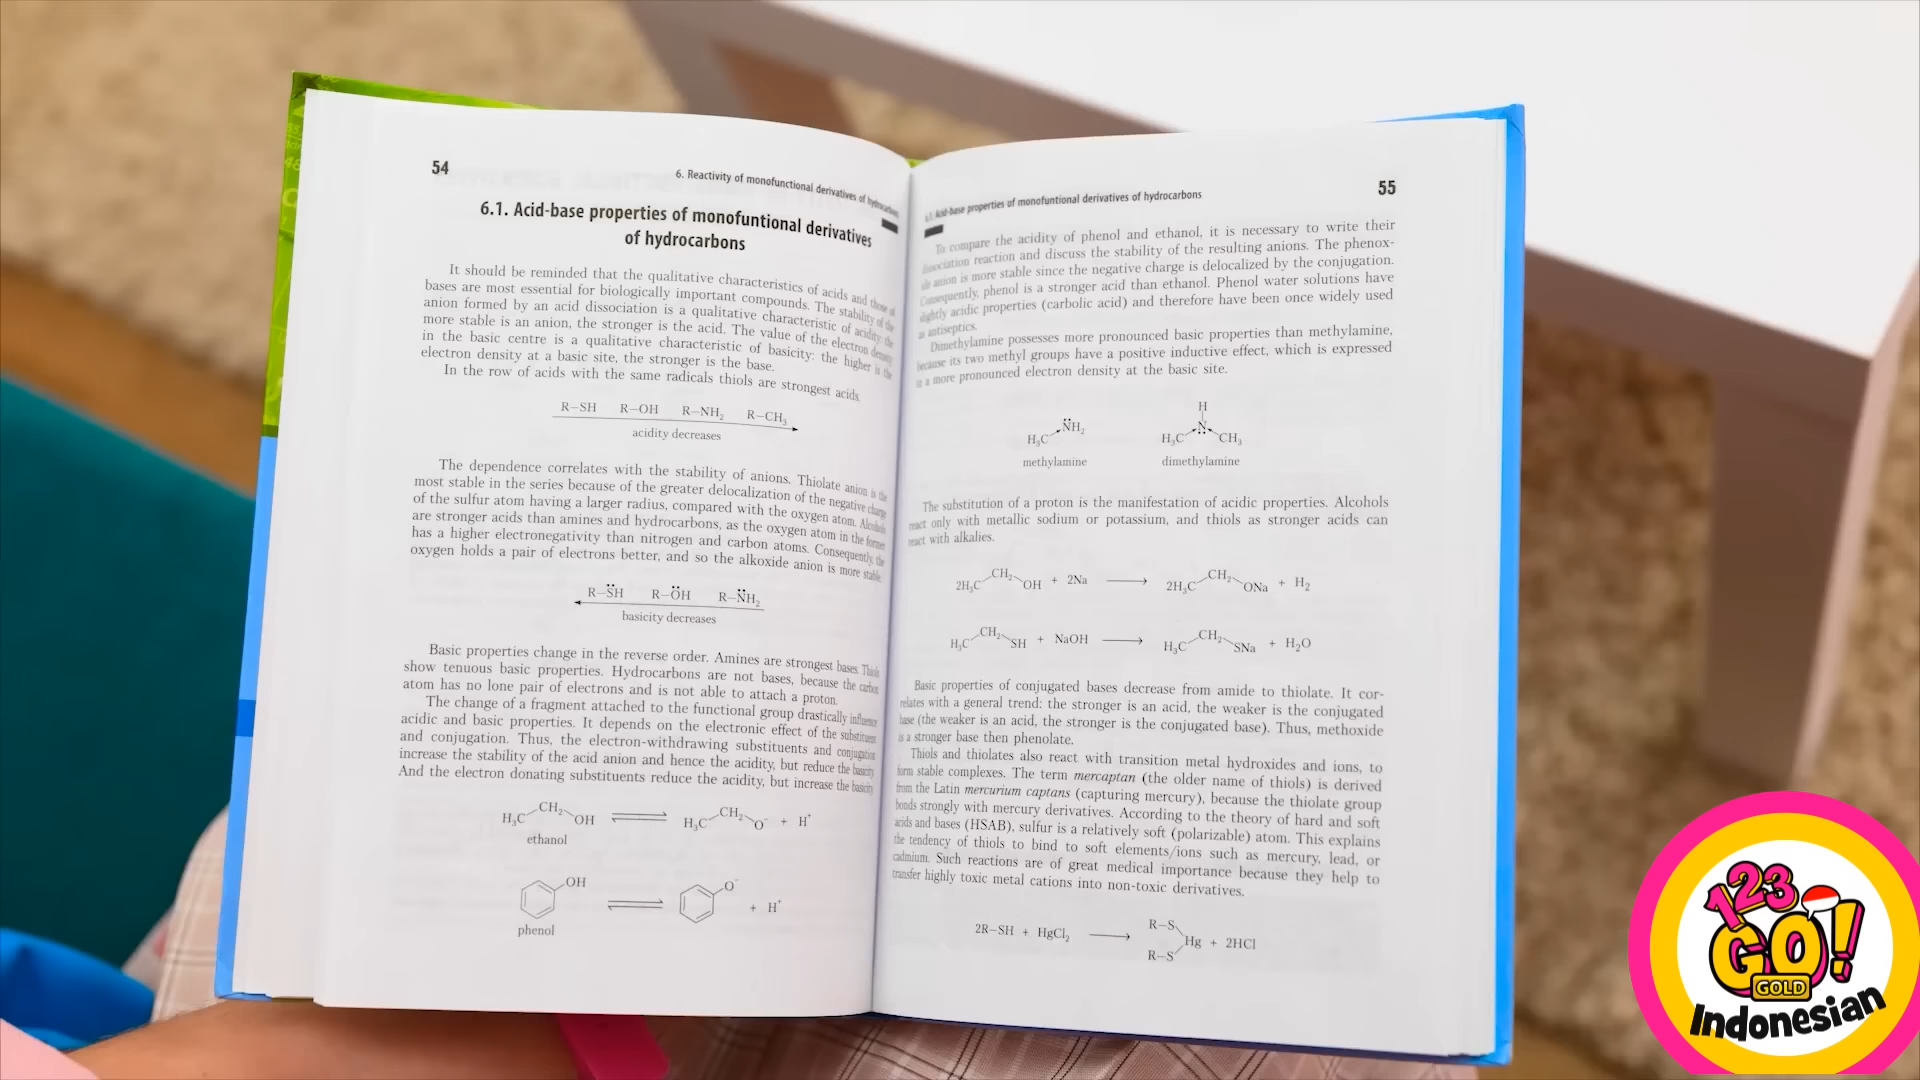 54
6. Reactivity of monofunctional derivatives of hydrocarbons
6.1. Acid-base properties of monofuntional derivatives
of hydrocarbons
It should be reminded that the qualitative characteristics of acids and those of
bases are most essential for biologically important compounds. The stability of the
anion formed by an acid dissociation is a qualitative characteristic of acidity: the
more stable is an anion, the stronger is the acid. The value of the electron density
in the basic centre is a qualitative characteristic of basicity: the higher is the
electron density at a basic site, the stronger is the base.
In the row of acids with the same radicals thiols are strongest acids.
R–SH R–OH R–NH₂ R–CH₃
acidity decreases
The dependence correlates with the stability of anions. Thiolate anion is the
most stable in the series because of the greater delocalization of the negative charge
of the sulfur atom having a larger radius, compared with the oxygen atom. Alcohols
are stronger acids than amines and hydrocarbons, as the oxygen atom in the former
has a higher electronegativity than nitrogen and carbon atoms. Consequently, the
oxygen holds a pair of electrons better, and so the alkoxide anion is more stable.
R–S̈H R–ÖH R–N̈H₂
basicity decreases
Basic properties change in the reverse order. Amines are strongest bases. Thiols
show tenuous basic properties. Hydrocarbons are not bases, because the carbon
atom has no lone pair of electrons and is not able to attach a proton.
The change of a fragment attached to the functional group drastically influence
acidic and basic properties. It depends on the electronic effect of the substituent
and conjugation. Thus, the electron-withdrawing substituents and conjugation
increase the stability of the acid anion and hence the acidity, but reduce the basicity.
And the electron donating substituents reduce the acidity, but increase the basicity.
H₃C CH₂ OH ⇌ H₃C CH₂ O⁻ + H⁺
ethanol
OH ⇌ O⁻ + H⁺
phenol
6.1. Acid-base properties of monofuntional derivatives of hydrocarbons
55
To compare the acidity of phenol and ethanol, it is necessary to write their
dissociation reaction and discuss the stability of the resulting anions. The phenox-
ide anion is more stable since the negative charge is delocalized by the conjugation.
Consequently, phenol is a stronger acid than ethanol. Phenol water solutions have
slightly acidic properties (carbolic acid) and therefore have been once widely used
as antiseptics.
Dimethylamine possesses more pronounced basic properties than methylamine,
because its two methyl groups have a positive inductive effect, which is expressed
in a more pronounced electron density at the basic site.
H₃C N̈H₂
methylamine
H
H₃C N CH₃
dimethylamine
The substitution of a proton is the manifestation of acidic properties. Alcohols
react only with metallic sodium or potassium, and thiols as stronger acids can
react with alkalies.
2H₃C CH₂ OH + 2Na ⟶ 2H₃C CH₂ ONa + H₂
H₃C CH₂ SH + NaOH ⟶ H₃C CH₂ SNa + H₂O
Basic properties of conjugated bases decrease from amide to thiolate. It cor-
relates with a general trend: the stronger is an acid, the weaker is the conjugated
base (the weaker is an acid, the stronger is the conjugated base). Thus, methoxide
is a stronger base then phenolate.
Thiols and thiolates also react with transition metal hydroxides and ions, to
form stable complexes. The term mercaptan (the older name of thiols) is derived
from the Latin mercurium captans (capturing mercury), because the thiolate group
bonds strongly with mercury derivatives. According to the theory of hard and soft
acids and bases (HSAB), sulfur is a relatively soft (polarizable) atom. This explains
the tendency of thiols to bind to soft elements/ions such as mercury, lead, or
cadmium. Such reactions are of great medical importance because they help to
transfer highly toxic metal cations into non-toxic derivatives.
2R–SH + HgCl₂ ⟶ R–S Hg + 2HCl
R–S
123
GO!
GOLD
Indonesian